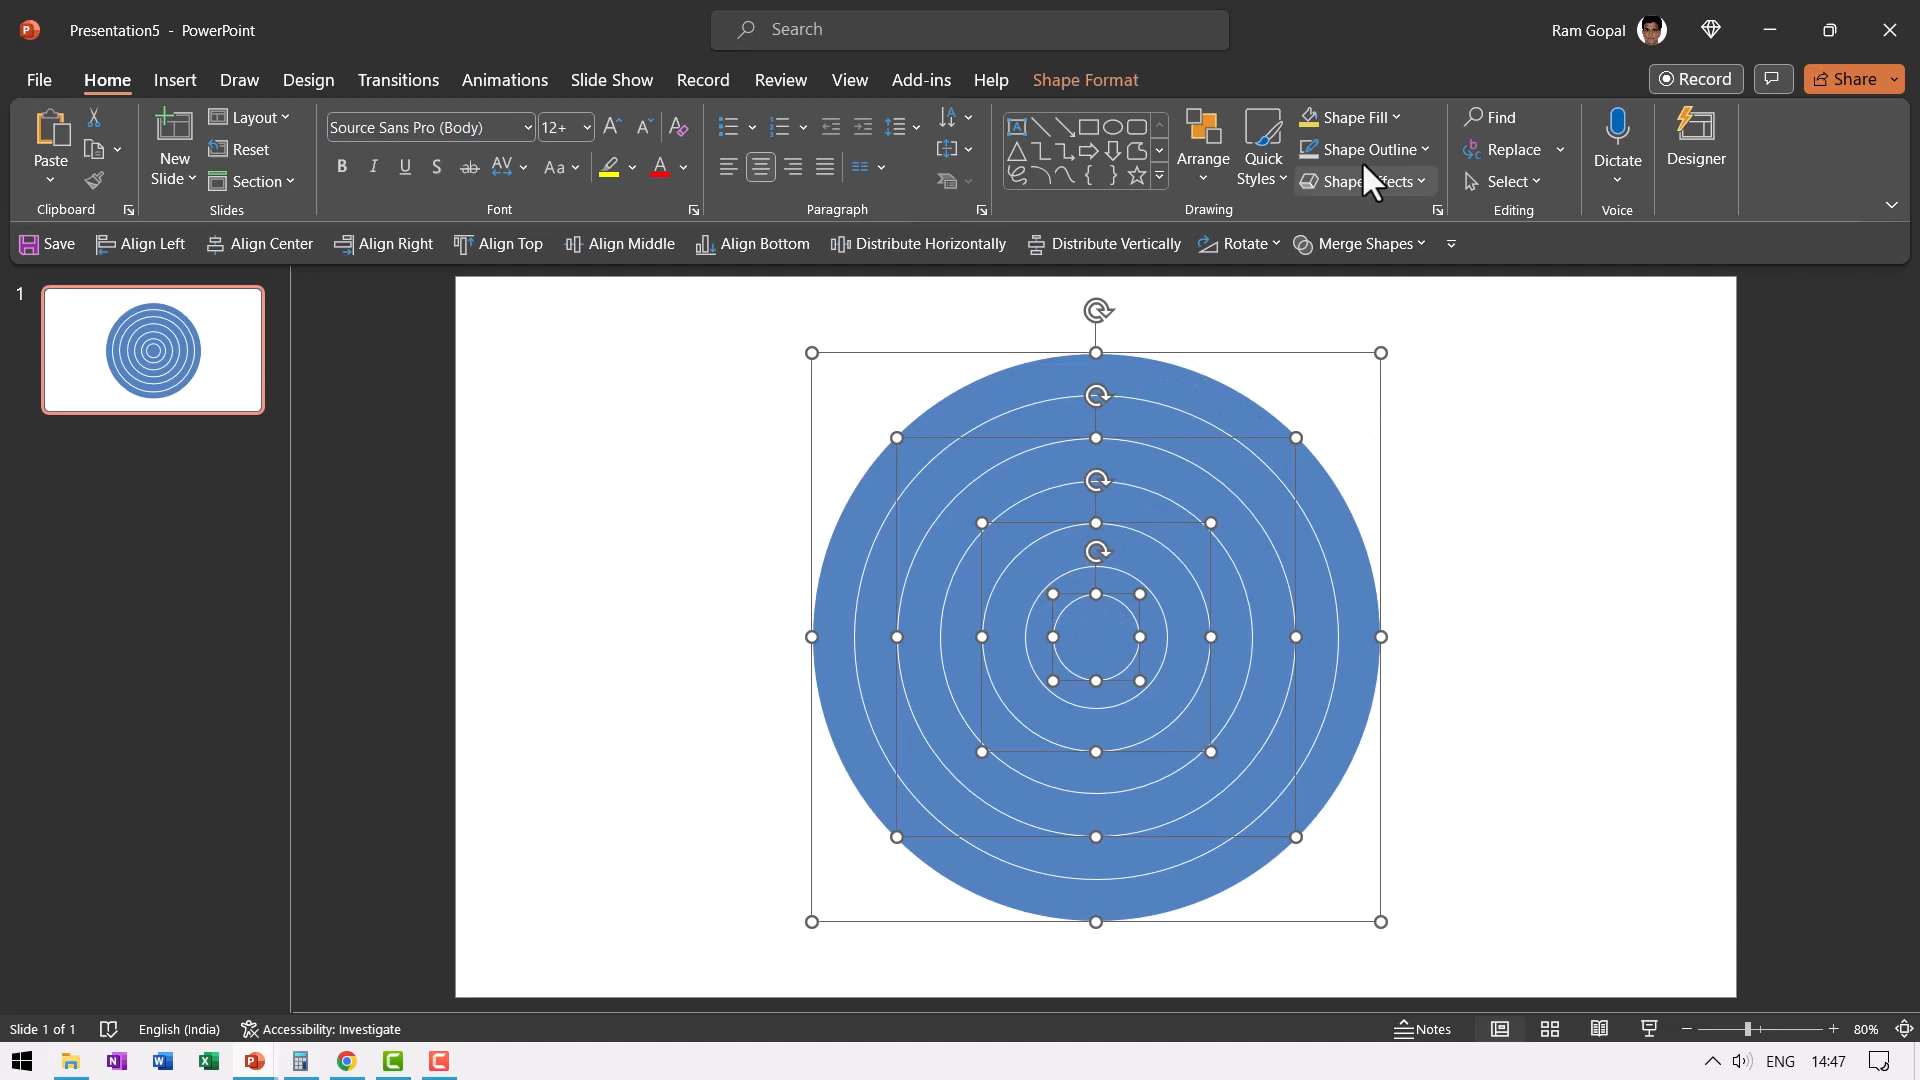 Presentation5 - PowerPoint
Search
Ram Gopal
File Home Insert Draw Design Transitions Animations Slide Show Record Review View Add-ins Help Shape Format
Record
Share
Paste
New
Slide
Layout
Reset
Section
Source Sans Pro (Body)
12+
Arrange
Quick
Styles
Shape Fill
Shape Outline
Find
Replace
Select
Dictate
Designer
Clipboard
Slides
Font
Paragraph
Drawing
Editing
Voice
Save Align Left Align Center Align Right Align Top Align Middle Align Bottom Distribute Horizontally Distribute Vertically Rotate Merge Shapes
1
Slide 1 of 1
English (India)
Accessibility: Investigate
Notes
80%
ENG
14:47